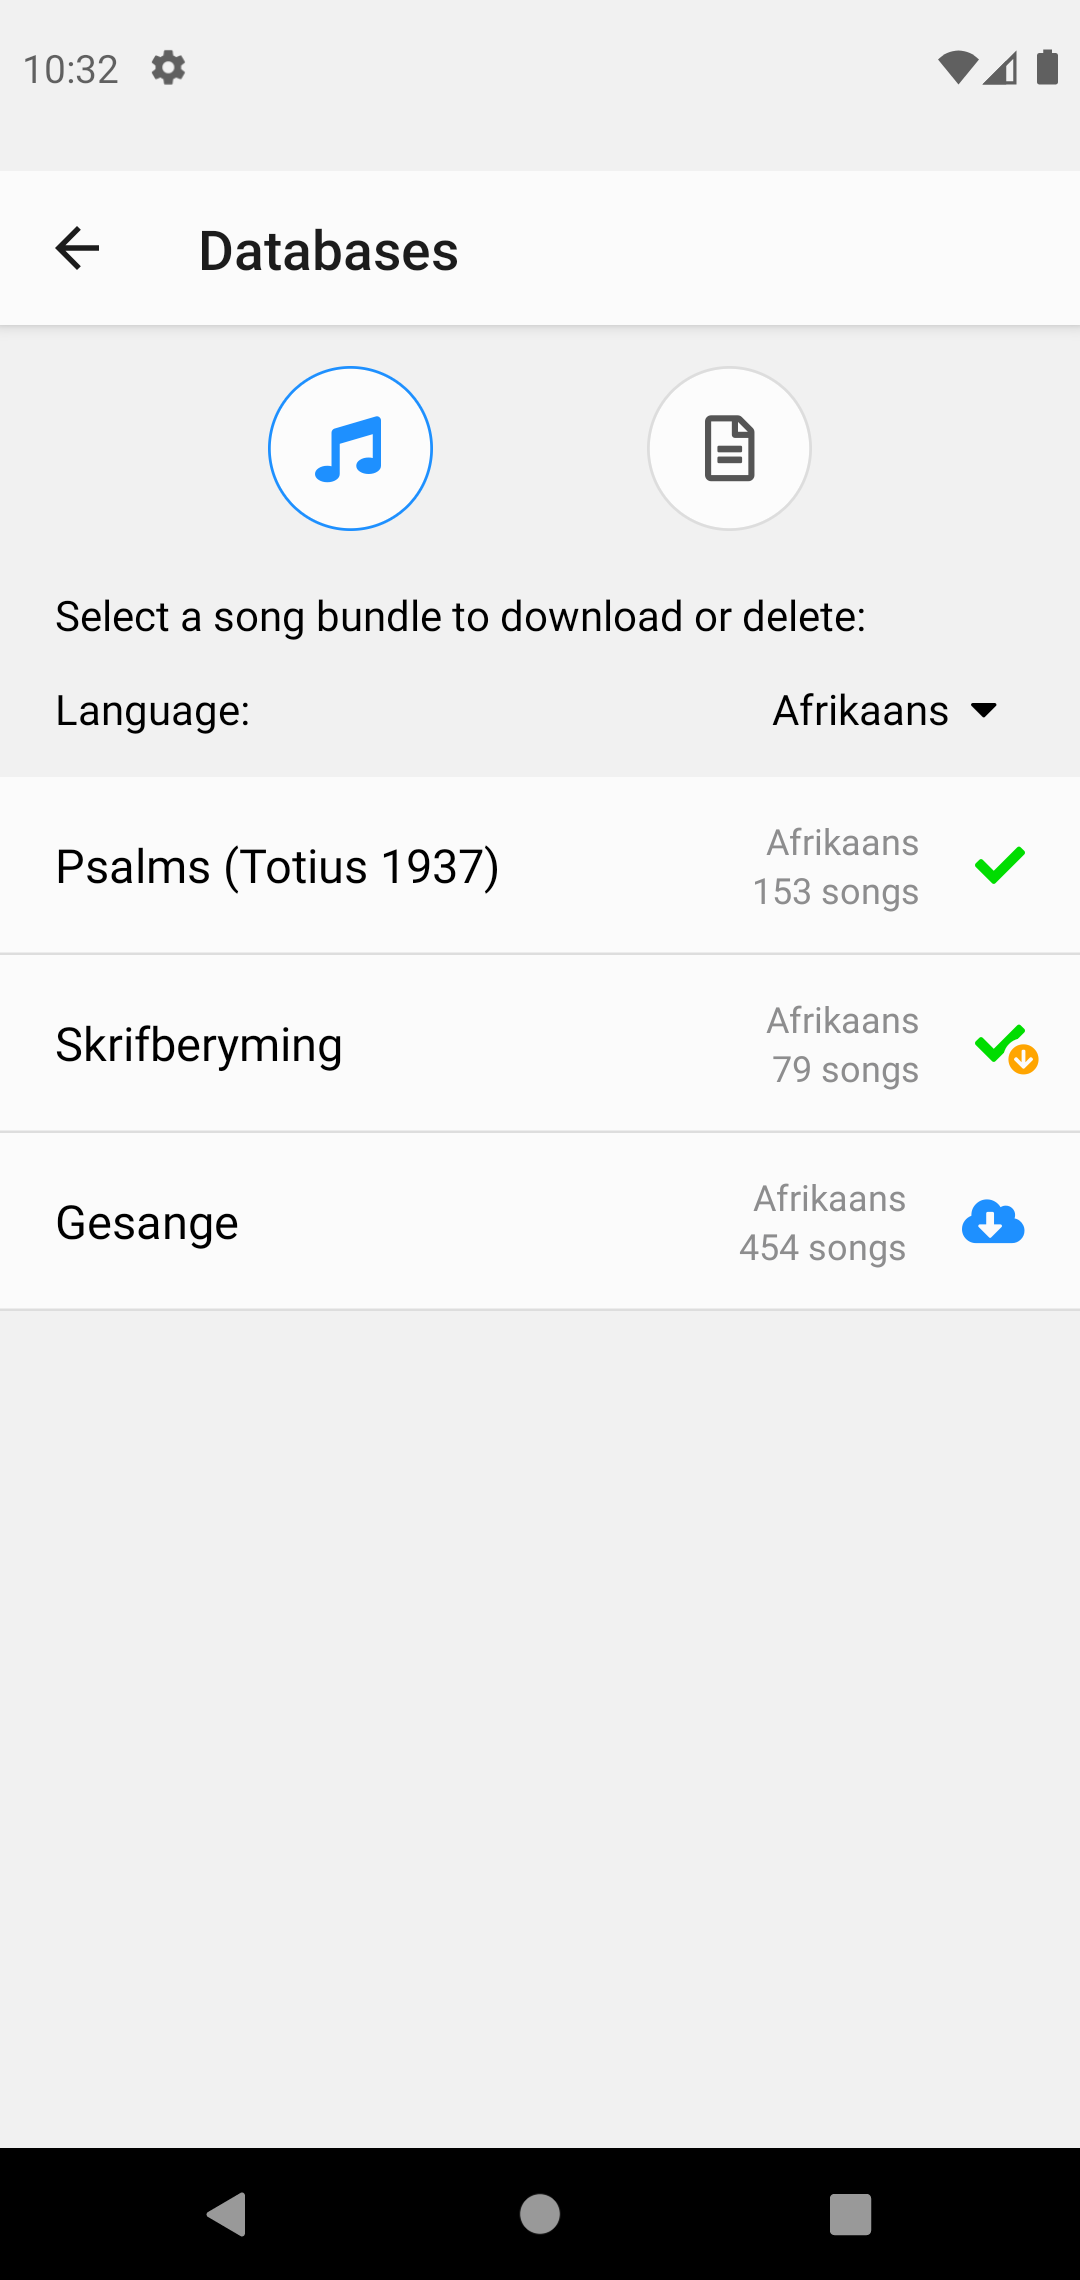 10:32
Databases
Select a song bundle to download or delete:
Language:
Afrikaans
Psalms (Totius 1937)
Afrikaans
153 songs
Skrifberyming
Afrikaans
79 songs
Gesange
Afrikaans
454 songs